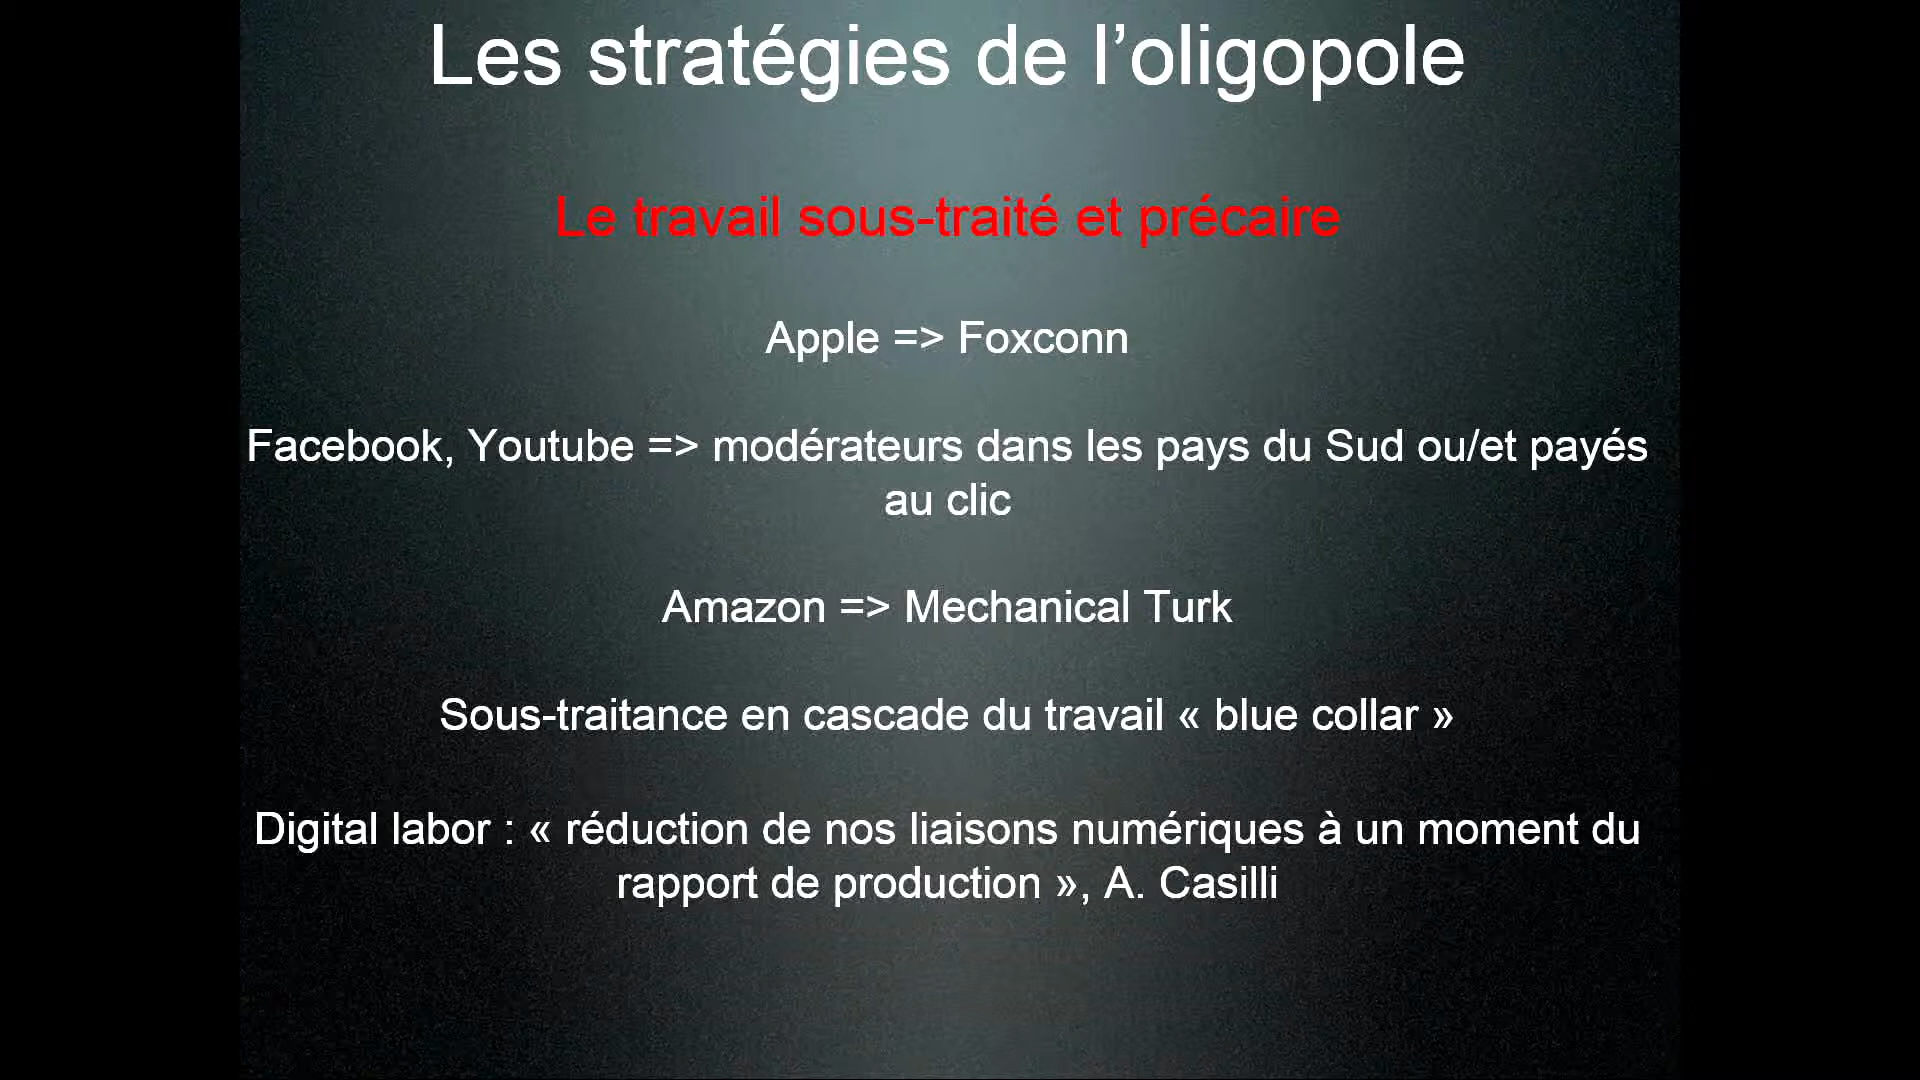 Les stratégies de l’oligopole
Le travail sous-traité et précaire
Apple => Foxconn
Facebook, Youtube => modérateurs dans les pays du Sud ou/et payés
au clic
Amazon => Mechanical Turk
Sous-traitance en cascade du travail « blue collar »
Digital labor : « réduction de nos liaisons numériques à un moment du
rapport de production », A. Casilli